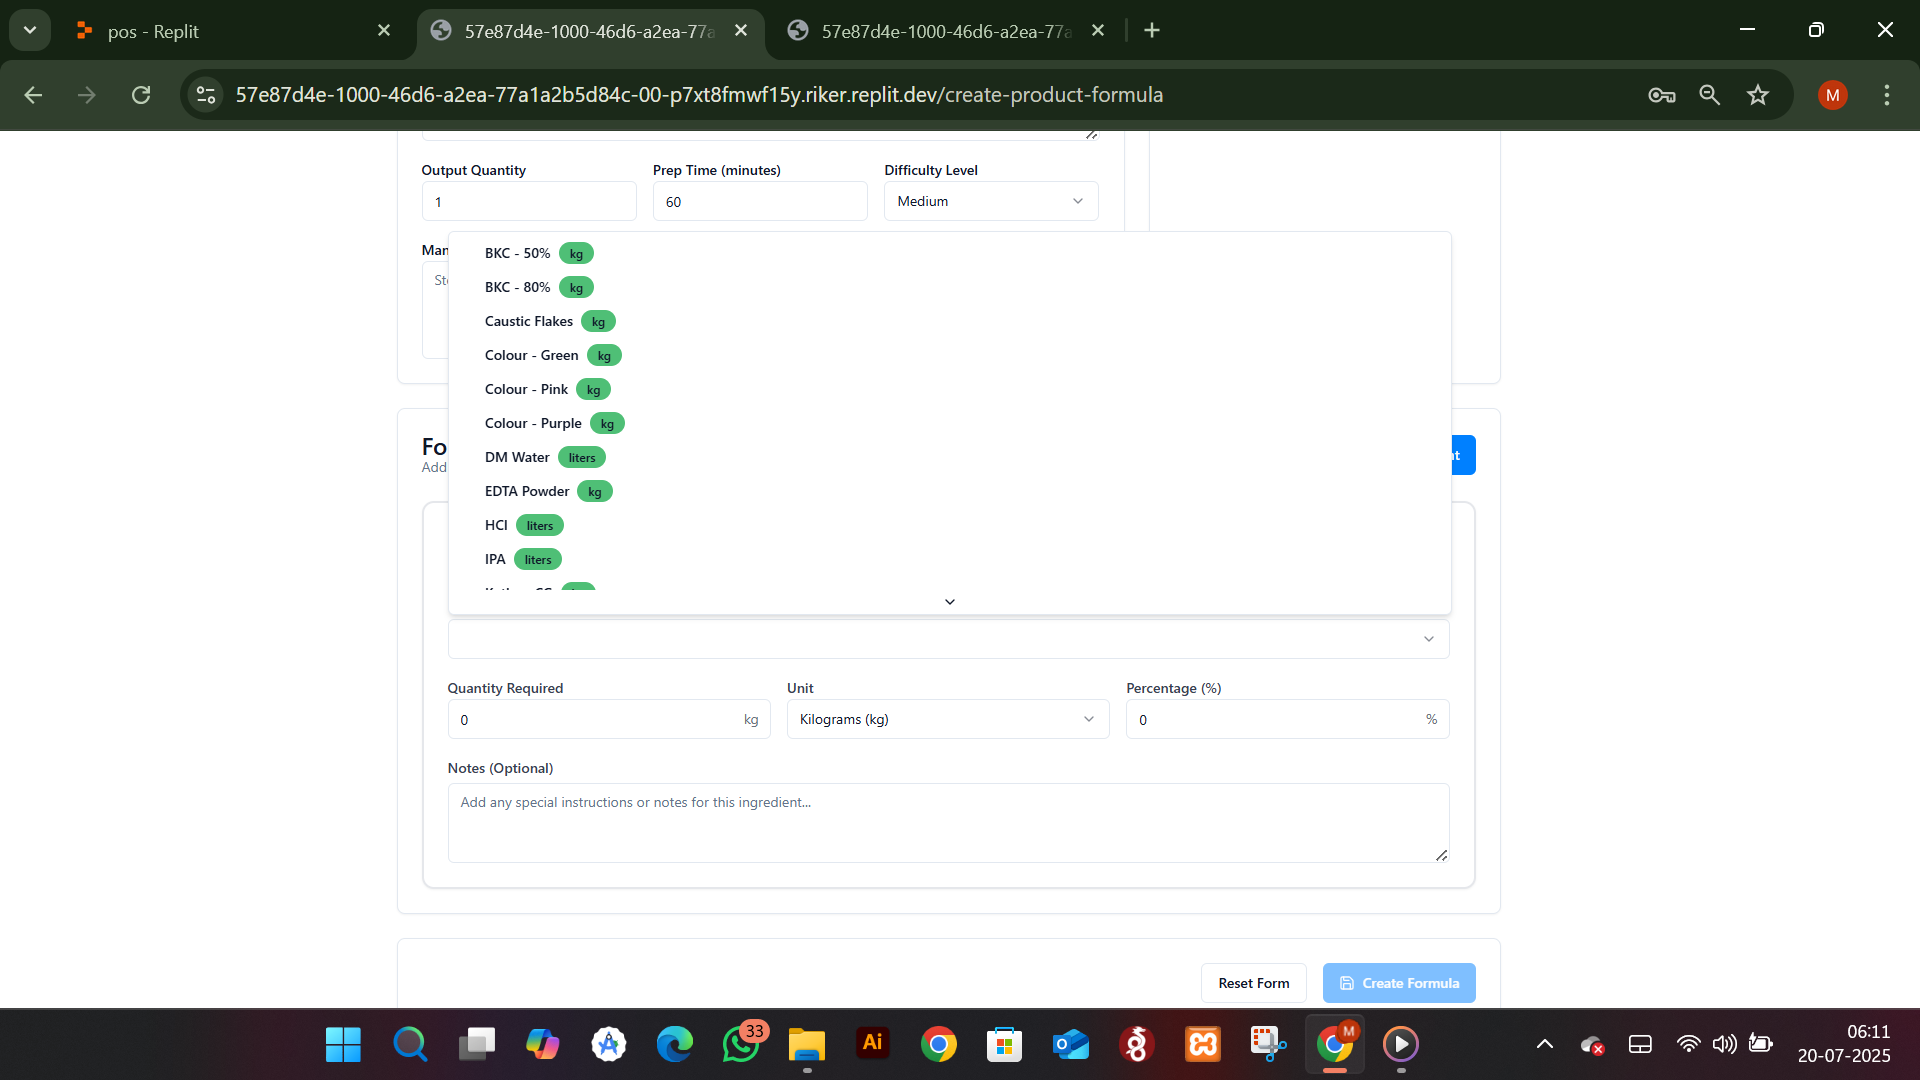 pos - Replit
57e87d4e-1000-46d6-a2ea-77a
57e87d4e-1000-46d6-a2ea-77a
57e87d4e-1000-46d6-a2ea-77a1a2b5d84c-00-p7xt8fmwf15y.riker.replit.dev/create-product-formula
M
Output Quantity
Prep Time (minutes)
Difficulty Level
1
60
Medium
Man
BKC - 50% kg
BKC - 80% kg
Caustic Flakes kg
Colour - Green kg
Colour - Pink kg
Colour - Purple kg
Fo
DM Water liters
Add
EDTA Powder kg
HCl liters
IPA liters
Quantity Required
Unit
Percentage (%)
0 kg
Kilograms (kg)
0 %
Notes (Optional)
Add any special instructions or notes for this ingredient...
Reset Form
Create Formula
33
Ai
M
06:11
20-07-2025